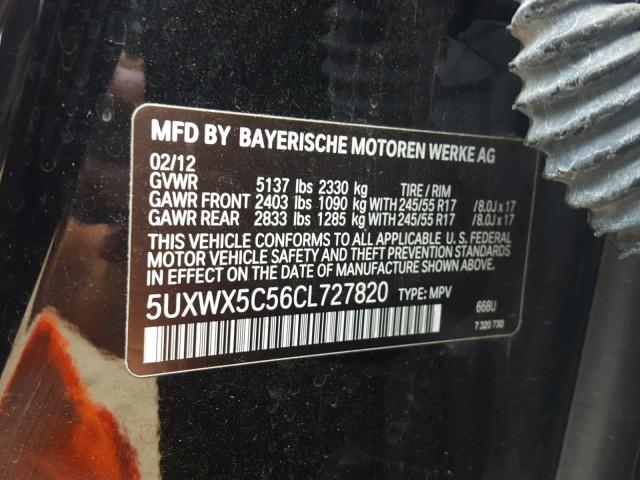 MFD BY BAYERISCHE MOTOREN WERKE AG
02/12
GVWR 5137 lbs 2330 kg TIRE / RIM
GAWR FRONT 2403 lbs 1090 kg WITH 245/55 R17 /8.0J x 17
GAWR REAR 2833 lbs 1285 kg WITH 245/55 R17 /8.0J x 17
THIS VEHICLE CONFORMS TO ALL APPLICABLE U. S. FEDERAL
MOTOR VEHICLE SAFETY AND THEFT PREVENTION STANDARDS
IN EFFECT ON THE DATE OF MANUFACTURE SHOWN ABOVE.
5UXWX5C56CL727820 TYPE: MPV
668U
7 320 730